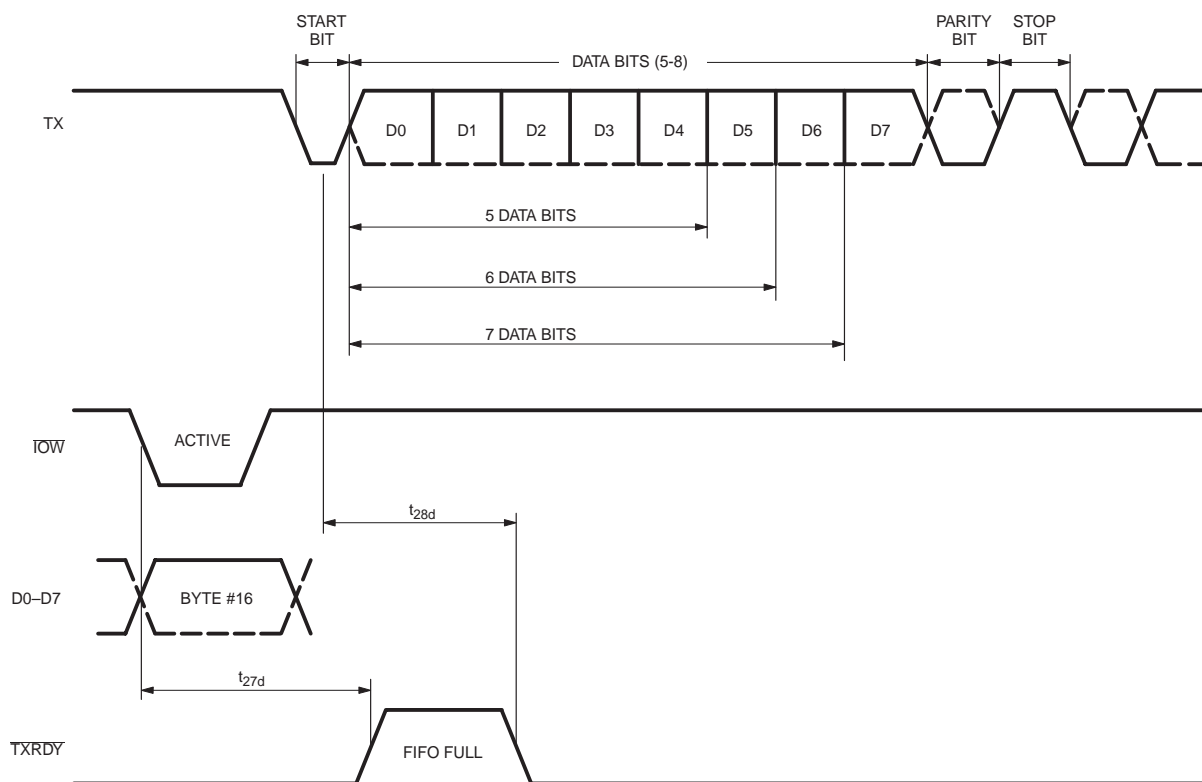 START
BIT
PARITY
BIT
STOP
BIT
DATA BITS (5-8)
TX
D0 D1 D2 D3 D4 D5 D6 D7
5 DATA BITS
6 DATA BITS
7 DATA BITS
IOW
ACTIVE
t28d
D0–D7
BYTE #16
t27d
TXRDY
FIFO FULL